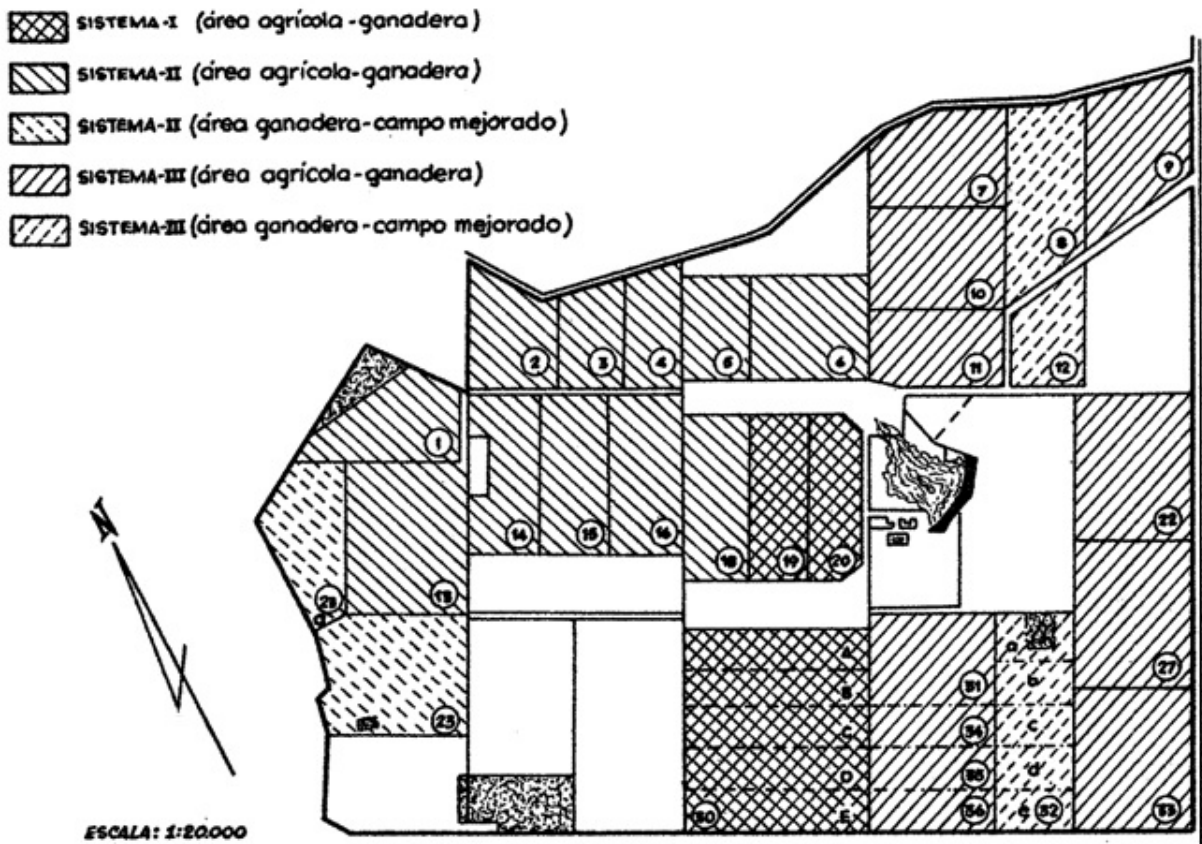 SISTEMA-I (área agrícola-ganadera)
SISTEMA-II (área agrícola-ganadera)
SISTEMA-II (área ganadera-campo mejorado)
SISTEMA-III (área agrícola-ganadera)
SISTEMA-III (área ganadera-campo mejorado)
9
7
8
10
2 3 4 5 6 11 12
1
N
14 15 16 18 19 20 22
13
a
A
a
B 31 b 27
23
C 34 c
D 35 d
30 E 36 e 32 33
ESCALA: 1:20.000